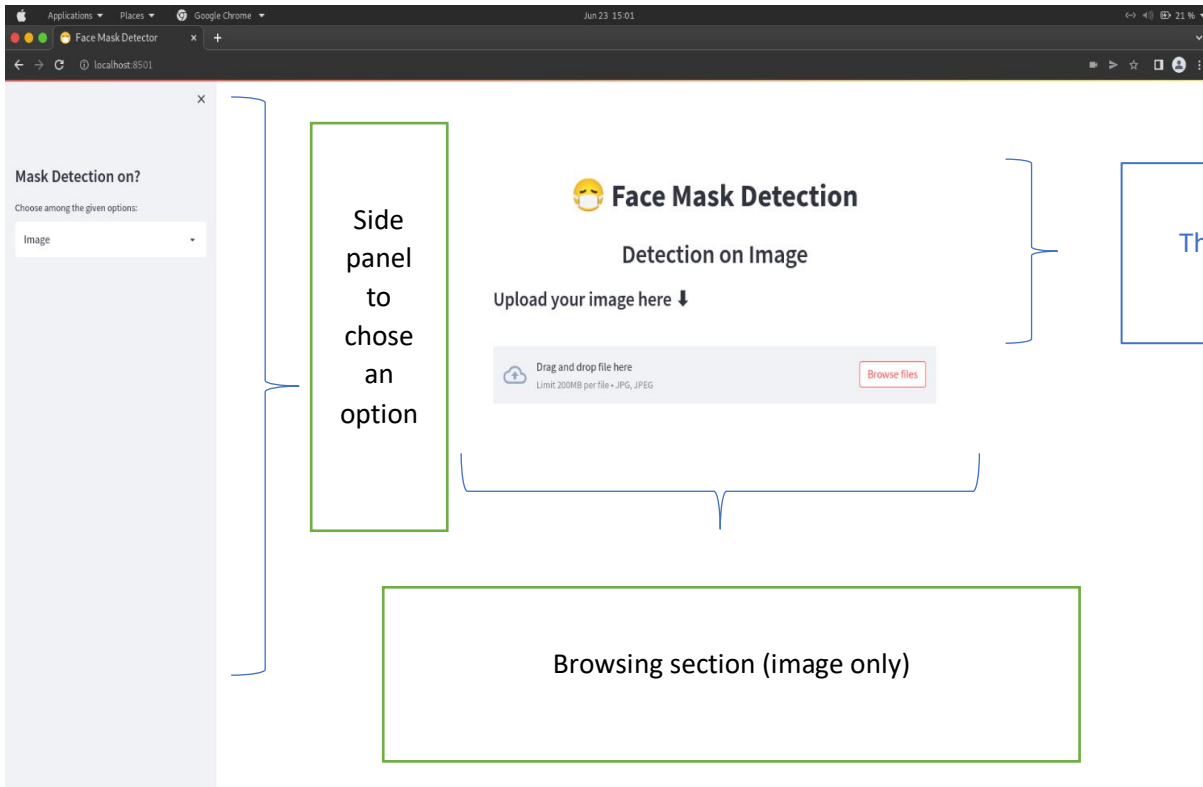 Applications Places Google Chrome Jun 23 15:01 21 %
Face Mask Detector
localhost:8501
Mask Detection on?
Choose among the given options:
Image
Side
panel
to
chose
an
option
Face Mask Detection
Detection on Image
Upload your image here
Drag and drop file here
Limit 200MB per file • JPG, JPEG
Browse files
Browsing section (image only)